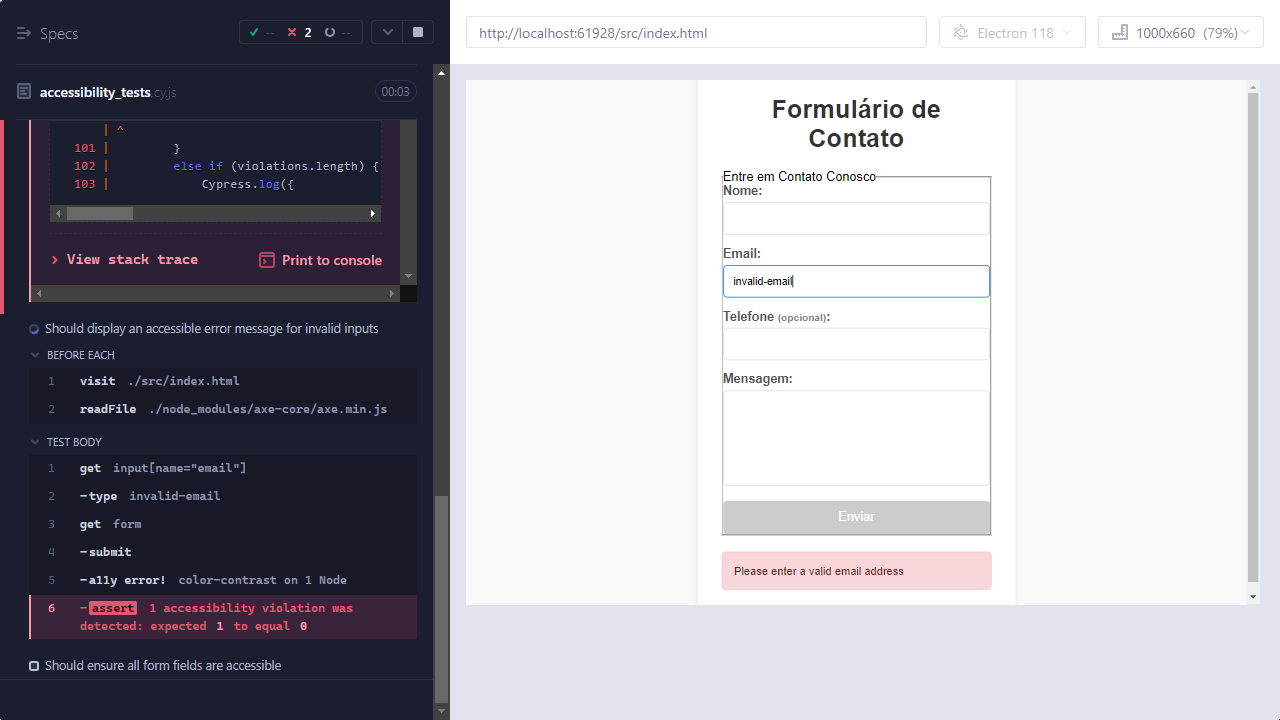 Specs
-- 2 --
accessibility_tests cy.js
00:03
| ^
101 | }
102 | else if (violations.length) {
103 | Cypress.log({
> View stack trace
Print to console
Should display an accessible error message for invalid inputs
BEFORE EACH
1 visit ./src/index.html
2 readFile ./node_modules/axe-core/axe.min.js
TEST BODY
1 get input[name="email"]
2 -type invalid-email
3 get form
4 -submit
5 -a11y error! color-contrast on 1 Node
6 -assert 1 accessibility violation was
detected: expected 1 to equal 0
Should ensure all form fields are accessible
http://localhost:61928/src/index.html
Electron 118
1000x660 (79%)
Formulário de
Contato
Entre em Contato Conosco
Nome:
Email:
invalid-email
Telefone (opcional):
Mensagem:
Enviar
Please enter a valid email address